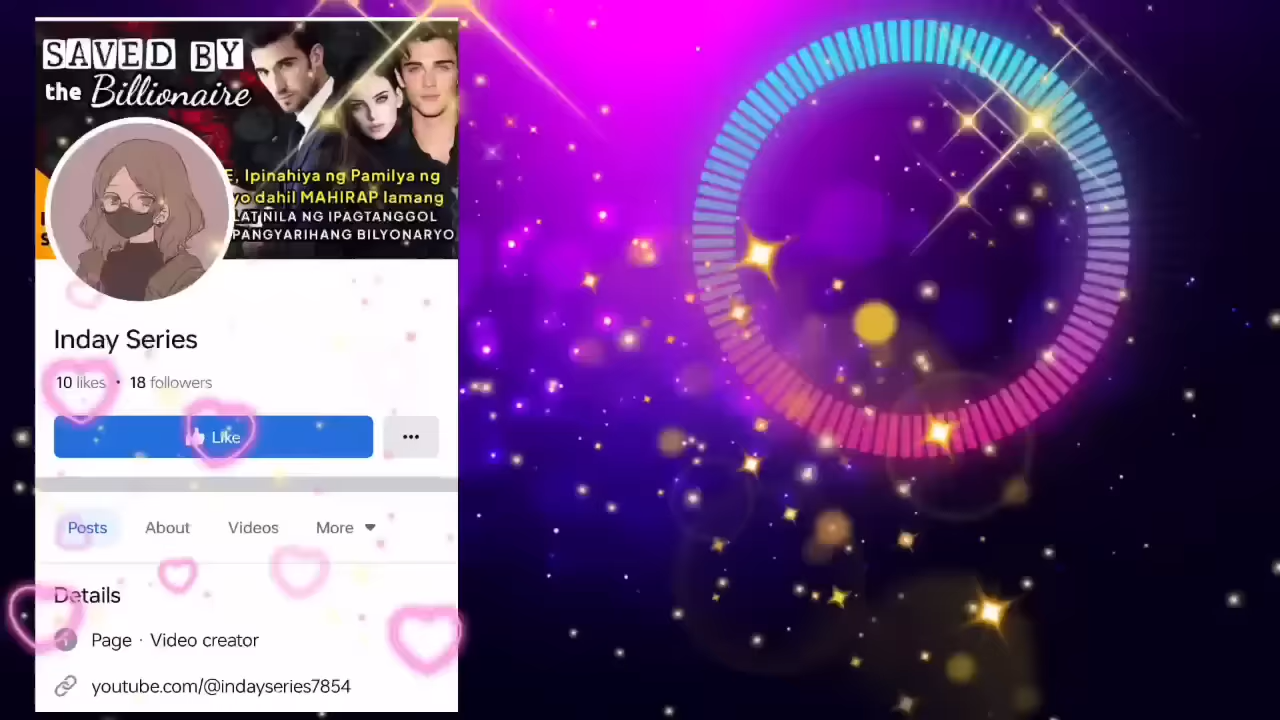 SAVED BY
the Billionaire
E, Ipinahiya ng Pamilya ng
yo dahil MAHIRAP lamang
NILA NG IPAGTANGGOL
PANGYARIHANG BILYONARYO
Inday Series
10 likes · 18 followers
Like
Posts About Videos More
Details
Page · Video creator
youtube.com/@indayseries7854